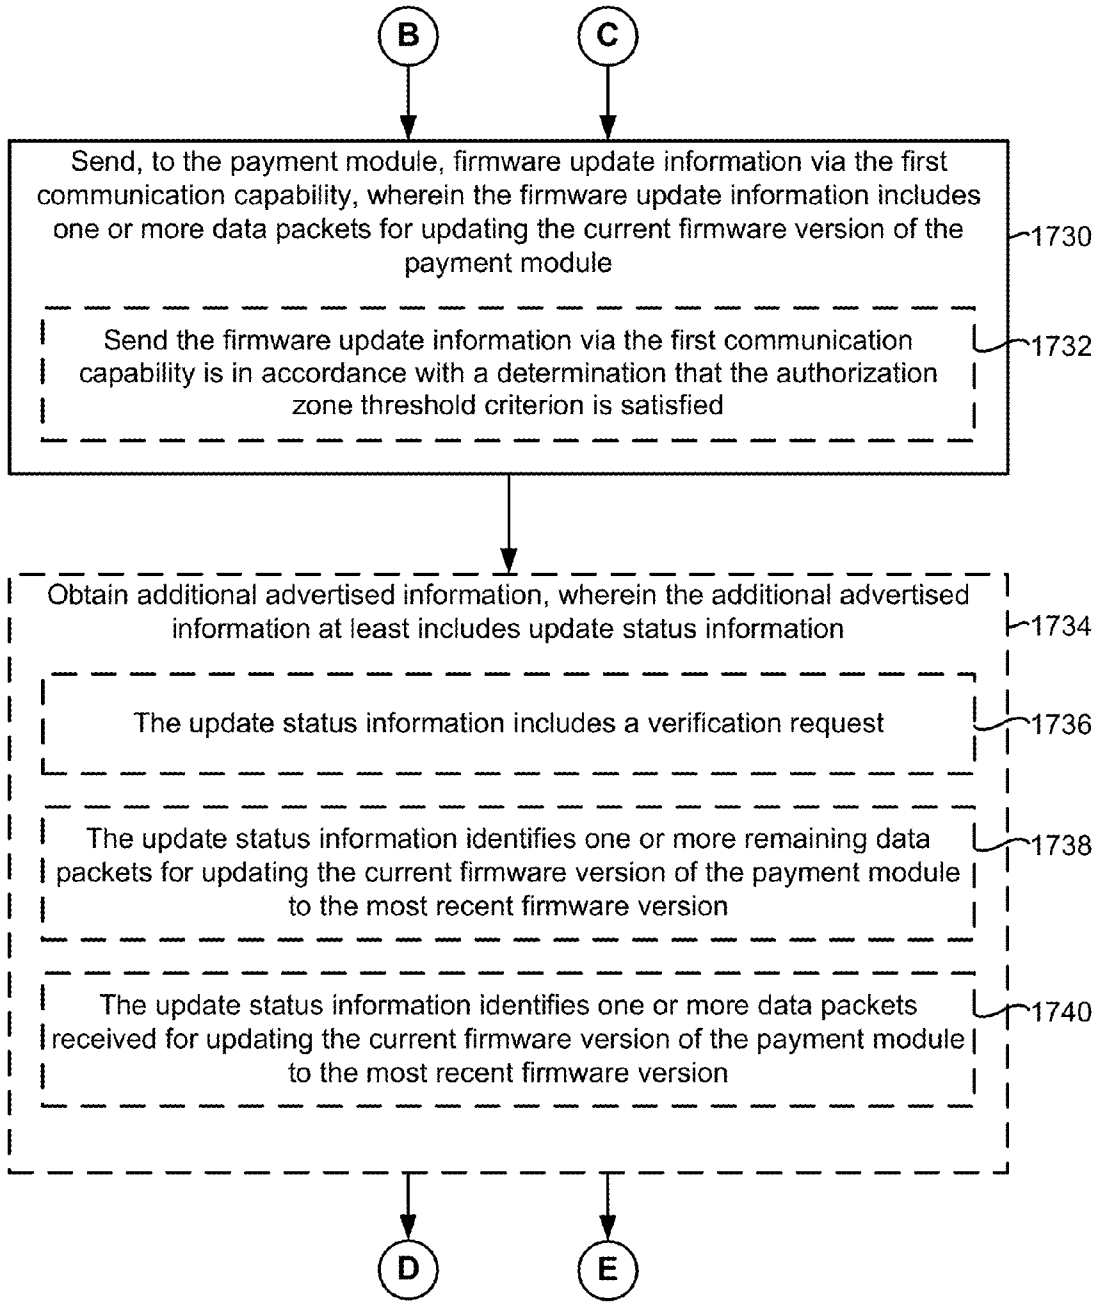 B
C
Send, to the payment module, firmware update information via the first
communication capability, wherein the firmware update information includes
one or more data packets for updating the current firmware version of the
payment module
1730
Send the firmware update information via the first communication
capability is in accordance with a determination that the authorization
zone threshold criterion is satisfied
1732
Obtain additional advertised information, wherein the additional advertised
information at least includes update status information
1734
The update status information includes a verification request
1736
The update status information identifies one or more remaining data
packets for updating the current firmware version of the payment module
to the most recent firmware version
1738
The update status information identifies one or more data packets
received for updating the current firmware version of the payment module
to the most recent firmware version
1740
D
E